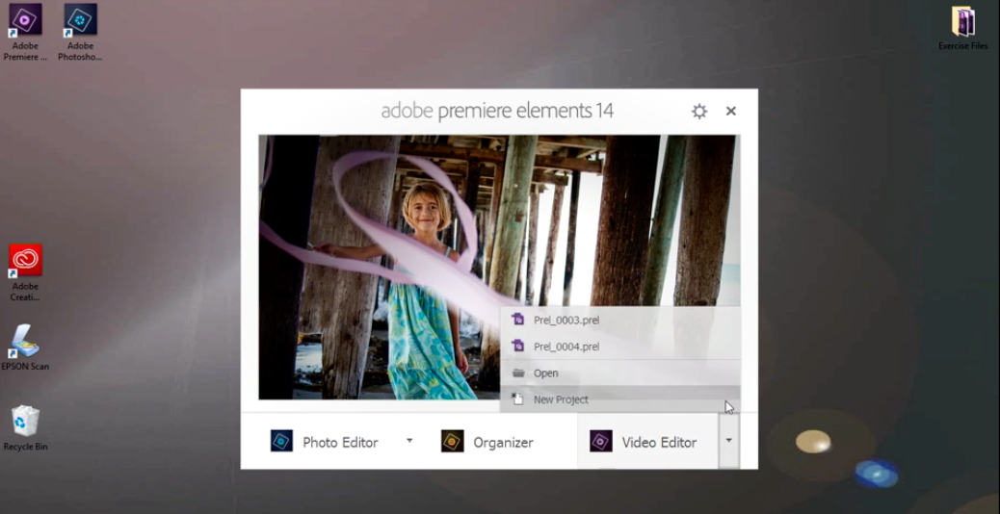 Adobe
Premiere ...
Adobe
Photosho...
Exercise Files
adobe premiere elements 14
Prel_0003.prel
Prel_0004.prel
Open
New Project
Photo Editor
Organizer
Video Editor
Adobe
Creati...
EPSON Scan
Recycle Bin